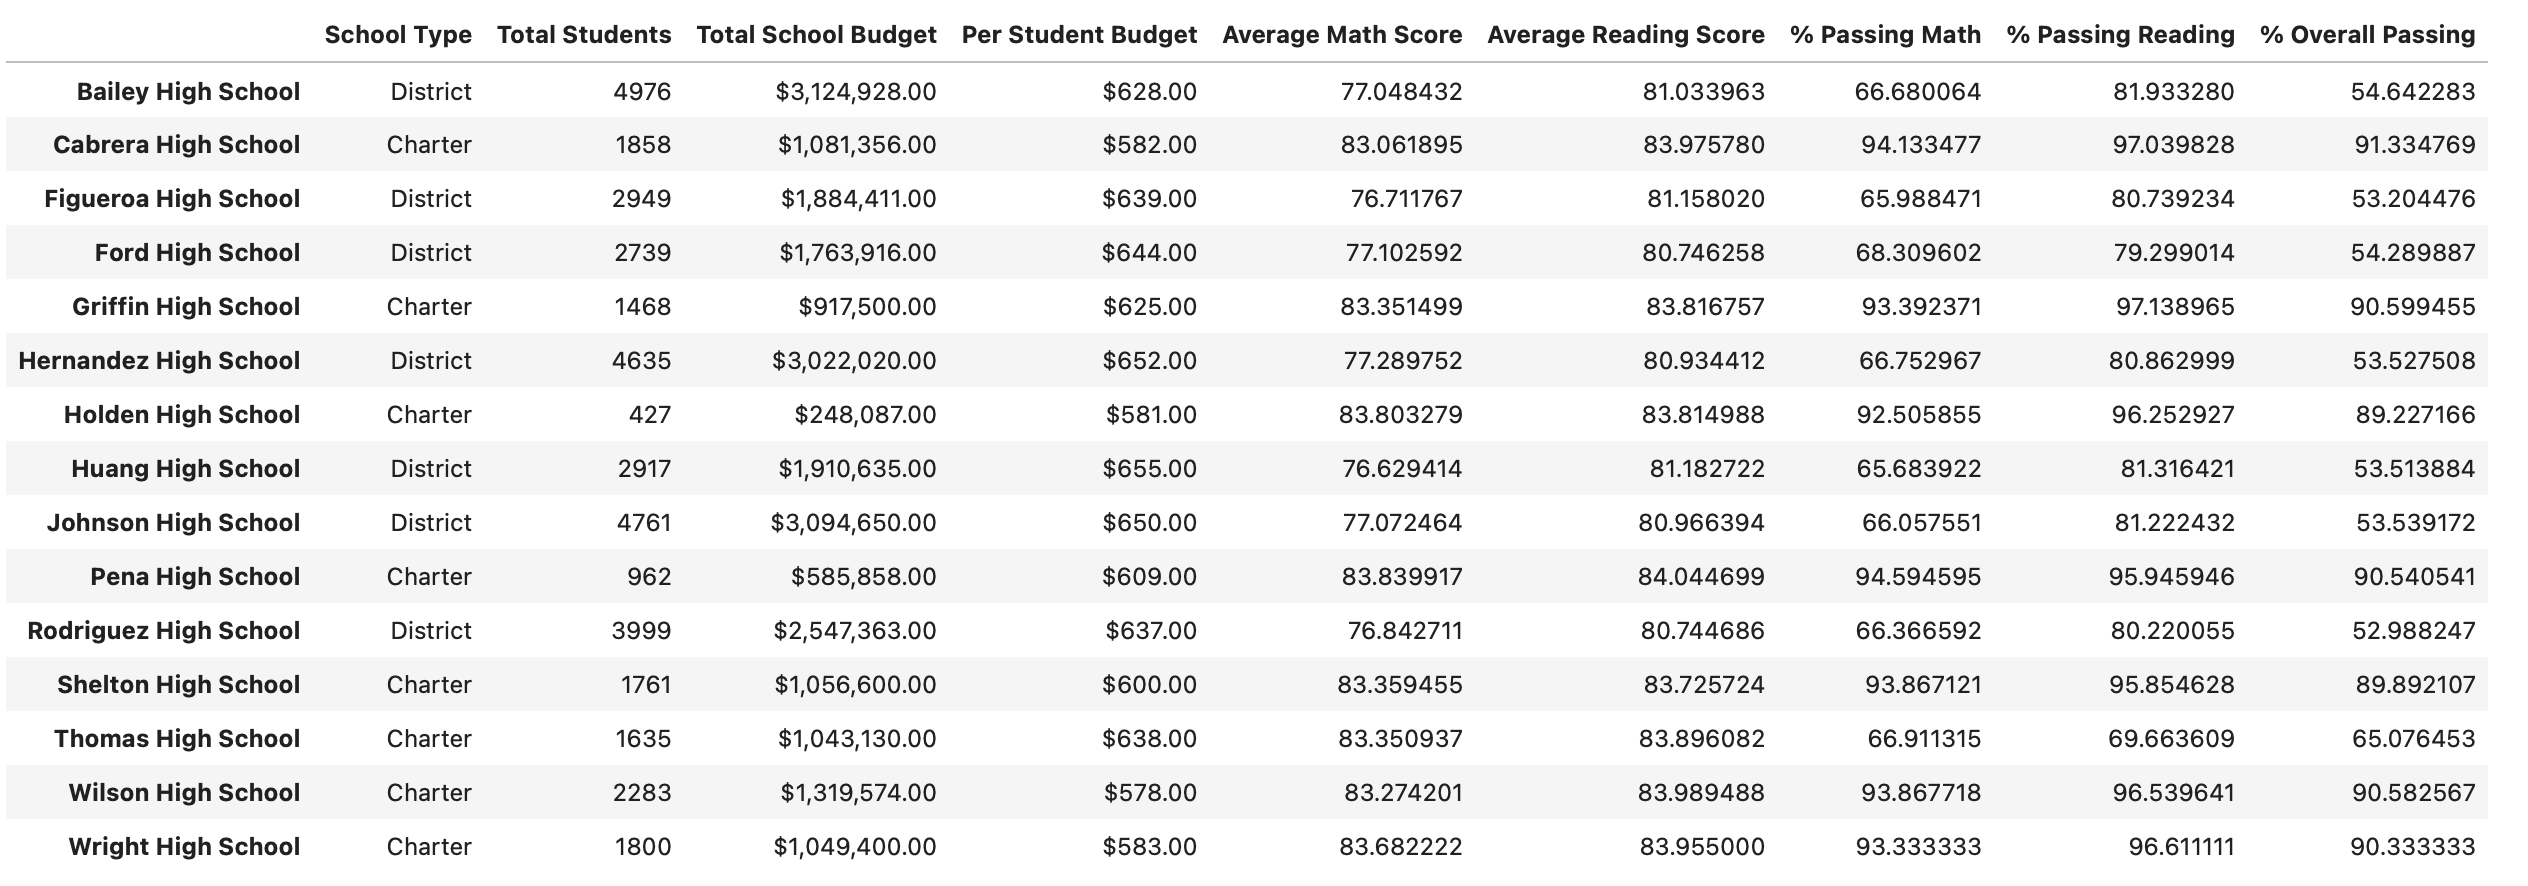 School Type Total Students Total School Budget Per Student Budget Average Math Score Average Reading Score % Passing Math % Passing Reading % Overall Passing
Bailey High School District 4976 $3,124,928.00 $628.00 77.048432 81.033963 66.680064 81.933280 54.642283
Cabrera High School Charter 1858 $1,081,356.00 $582.00 83.061895 83.975780 94.133477 97.039828 91.334769
Figueroa High School District 2949 $1,884,411.00 $639.00 76.711767 81.158020 65.988471 80.739234 53.204476
Ford High School District 2739 $1,763,916.00 $644.00 77.102592 80.746258 68.309602 79.299014 54.289887
Griffin High School Charter 1468 $917,500.00 $625.00 83.351499 83.816757 93.392371 97.138965 90.599455
Hernandez High School District 4635 $3,022,020.00 $652.00 77.289752 80.934412 66.752967 80.862999 53.527508
Holden High School Charter 427 $248,087.00 $581.00 83.803279 83.814988 92.505855 96.252927 89.227166
Huang High School District 2917 $1,910,635.00 $655.00 76.629414 81.182722 65.683922 81.316421 53.513884
Johnson High School District 4761 $3,094,650.00 $650.00 77.072464 80.966394 66.057551 81.222432 53.539172
Pena High School Charter 962 $585,858.00 $609.00 83.839917 84.044699 94.594595 95.945946 90.540541
Rodriguez High School District 3999 $2,547,363.00 $637.00 76.842711 80.744686 66.366592 80.220055 52.988247
Shelton High School Charter 1761 $1,056,600.00 $600.00 83.359455 83.725724 93.867121 95.854628 89.892107
Thomas High School Charter 1635 $1,043,130.00 $638.00 83.350937 83.896082 66.911315 69.663609 65.076453
Wilson High School Charter 2283 $1,319,574.00 $578.00 83.274201 83.989488 93.867718 96.539641 90.582567
Wright High School Charter 1800 $1,049,400.00 $583.00 83.682222 83.955000 93.333333 96.611111 90.333333